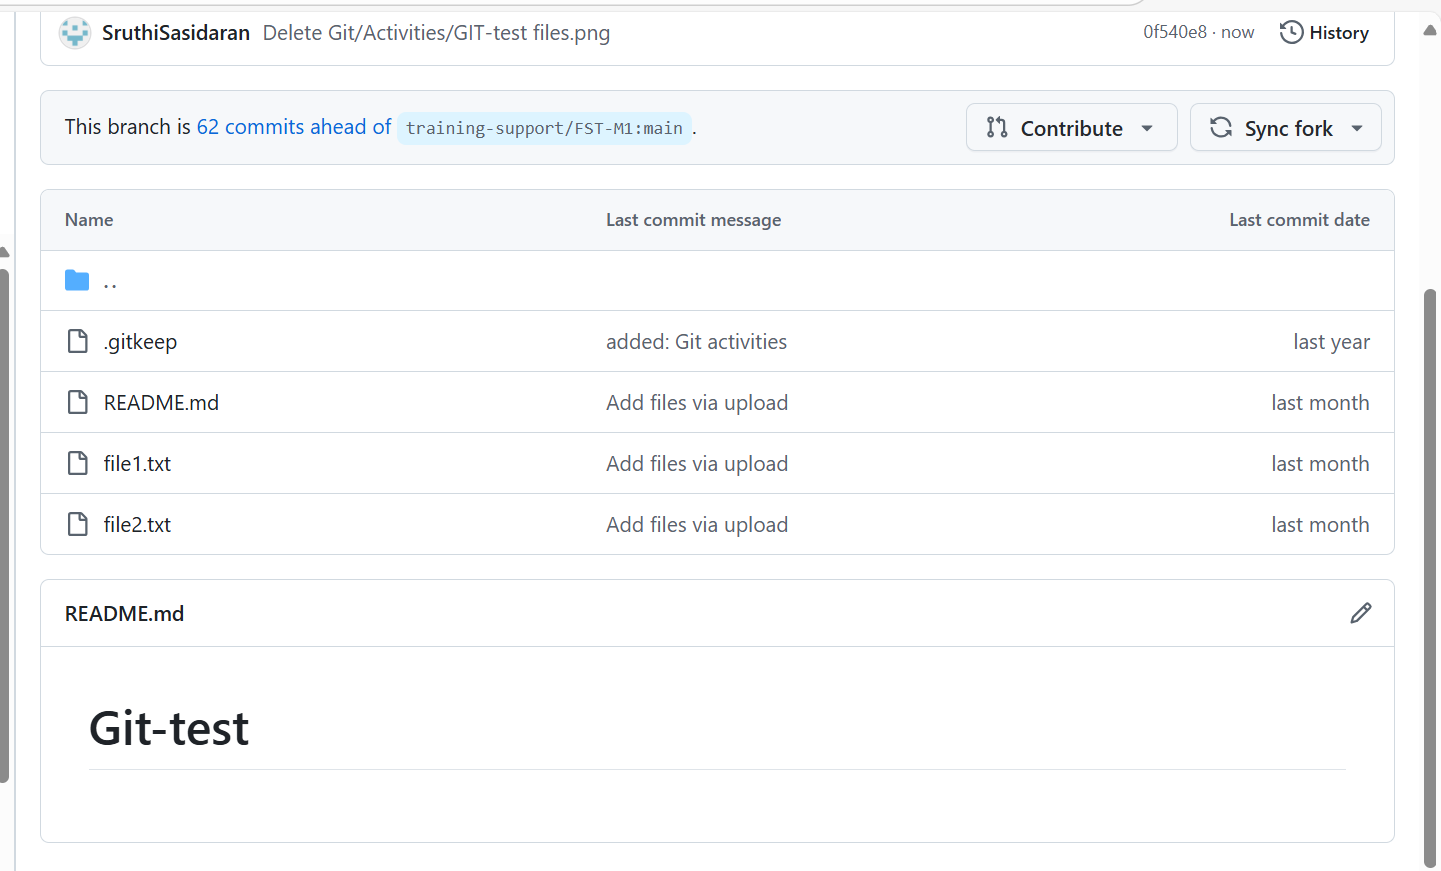 SruthiSasidaran Delete Git/Activities/GIT-test files.png 0f540e8 · now History
This branch is 62 commits ahead of training-support/FST-M1:main . Contribute Sync fork
Name Last commit message Last commit date
..
.gitkeep added: Git activities last year
README.md Add files via upload last month
file1.txt Add files via upload last month
file2.txt Add files via upload last month
README.md
Git-test